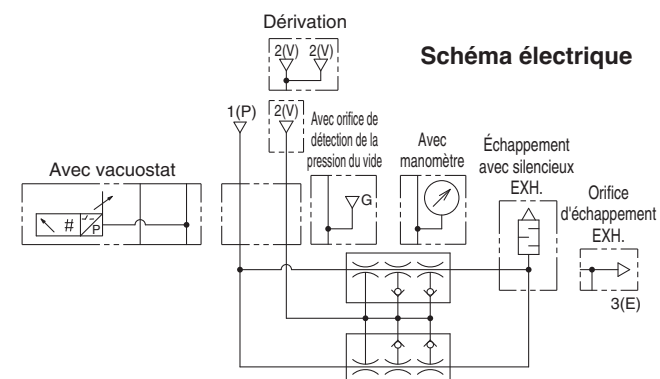 Dérivation
2(V) 2(V)
Schéma électrique
1(P)
2(V)
Avec orifice de
détection de la
pression du vide
G
Avec
manomètre
Échappement
avec silencieux
EXH.
Orifice
d'échappement
EXH.
3(E)
Avec vacuostat
#
P